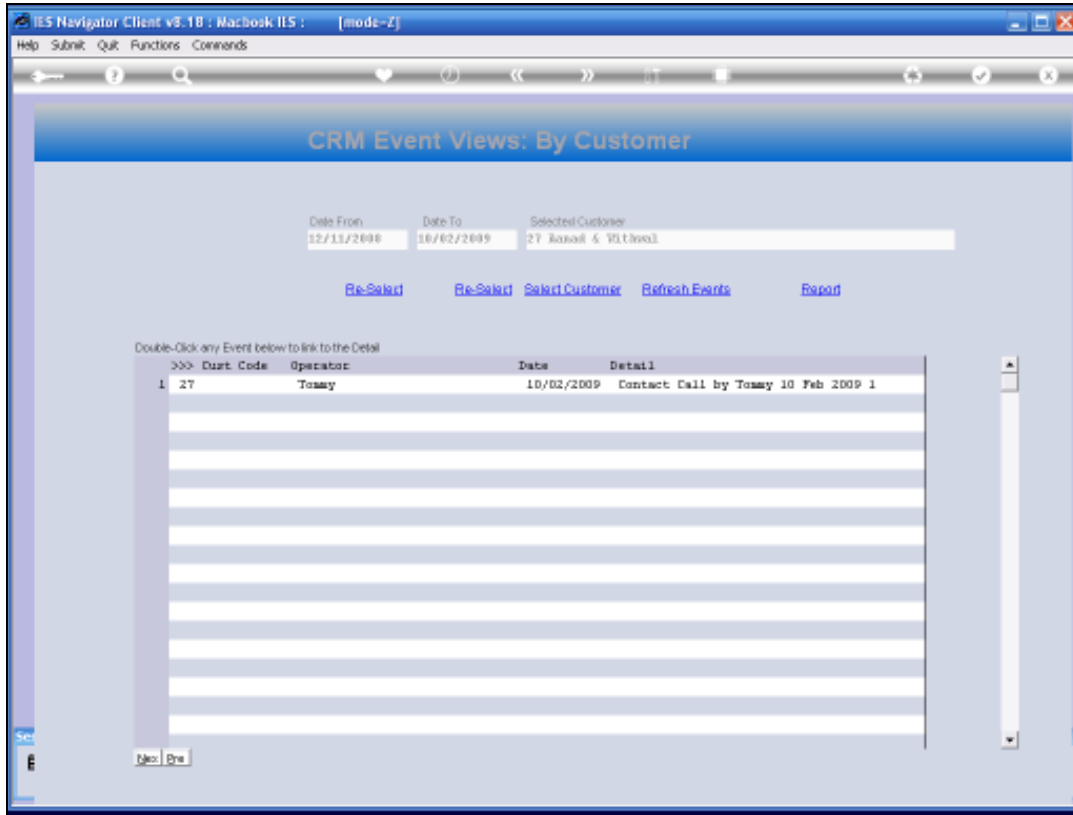 IES Navigator Client v8.18 : Macbook IES : [mode=Z]
Help Submit Quit Functions Commands
CRM Event Views: By Customer
Date From Date To Selected Customer
12/11/2008 10/02/2009 27 &
Re-Select Re-Select Select Customer Refresh Events Report
Double-Click any Event below to link to the Detail
>>> Cust Code Operator Date Detail
1 27 Tommy 10/02/2009 Contact Call by Tommy 10 Feb 2009 1
Nex Pre